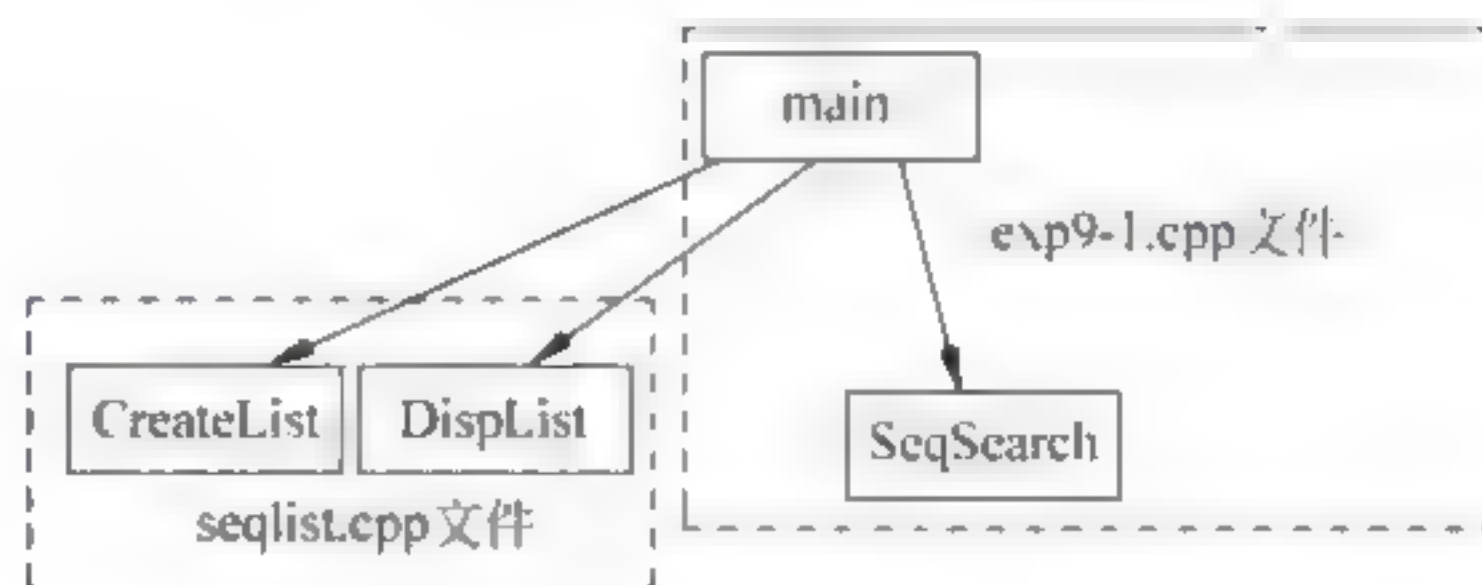 main
exp9-1.cpp 文件
CreateList
DispList
SeqSearch
seqlist.cpp 文件